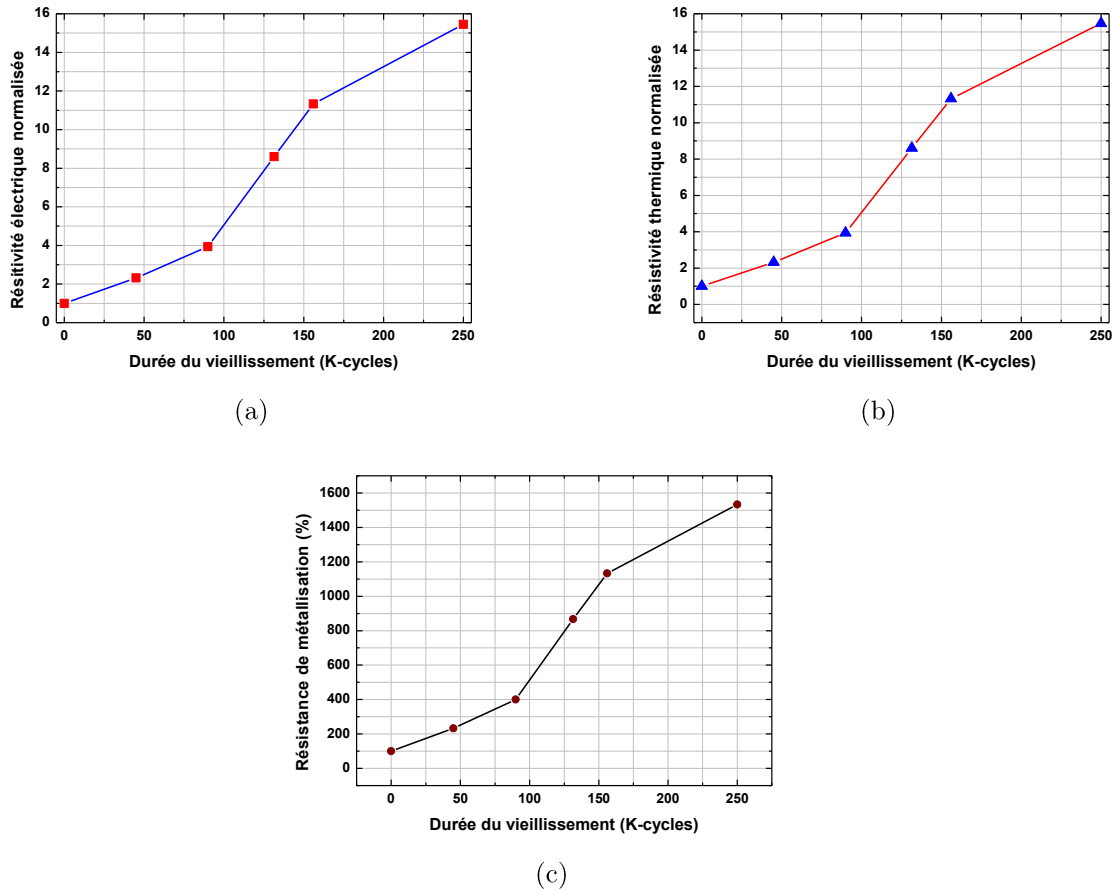 16
14
12
10
8
6
4
2
0
Résitivité électrique normalisée
0 50 100 150 200 250
Durée du vieillissement (K-cycles)
(a)
16
14
12
10
8
6
4
2
0
Résistivité thermique normalisée
0 50 100 150 200 250
Durée du vieillissement (K-cycles)
(b)
1600
1400
1200
1000
800
600
400
200
0
Résistance de métallisation (%)
0 50 100 150 200 250
Durée du vieillissement (K-cycles)
(c)